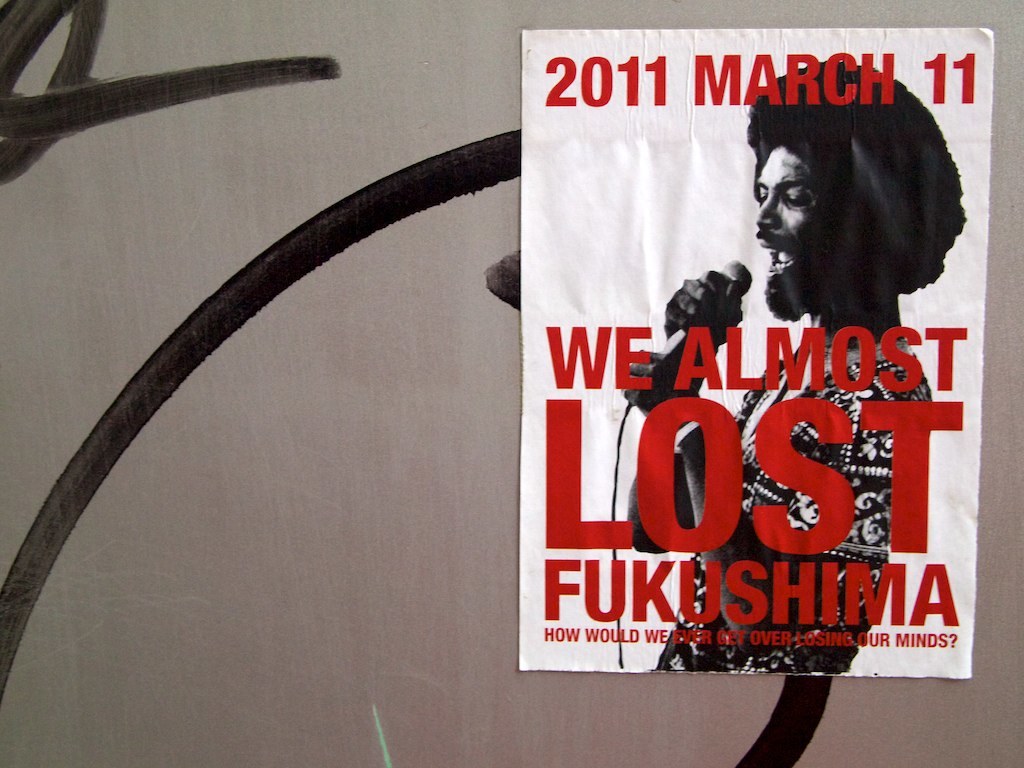 2011 MARCH 11
WE ALMOST
LOST
FUKUSHIMA
HOW WOULD WE EVER GET OVER LOSING OUR MINDS?